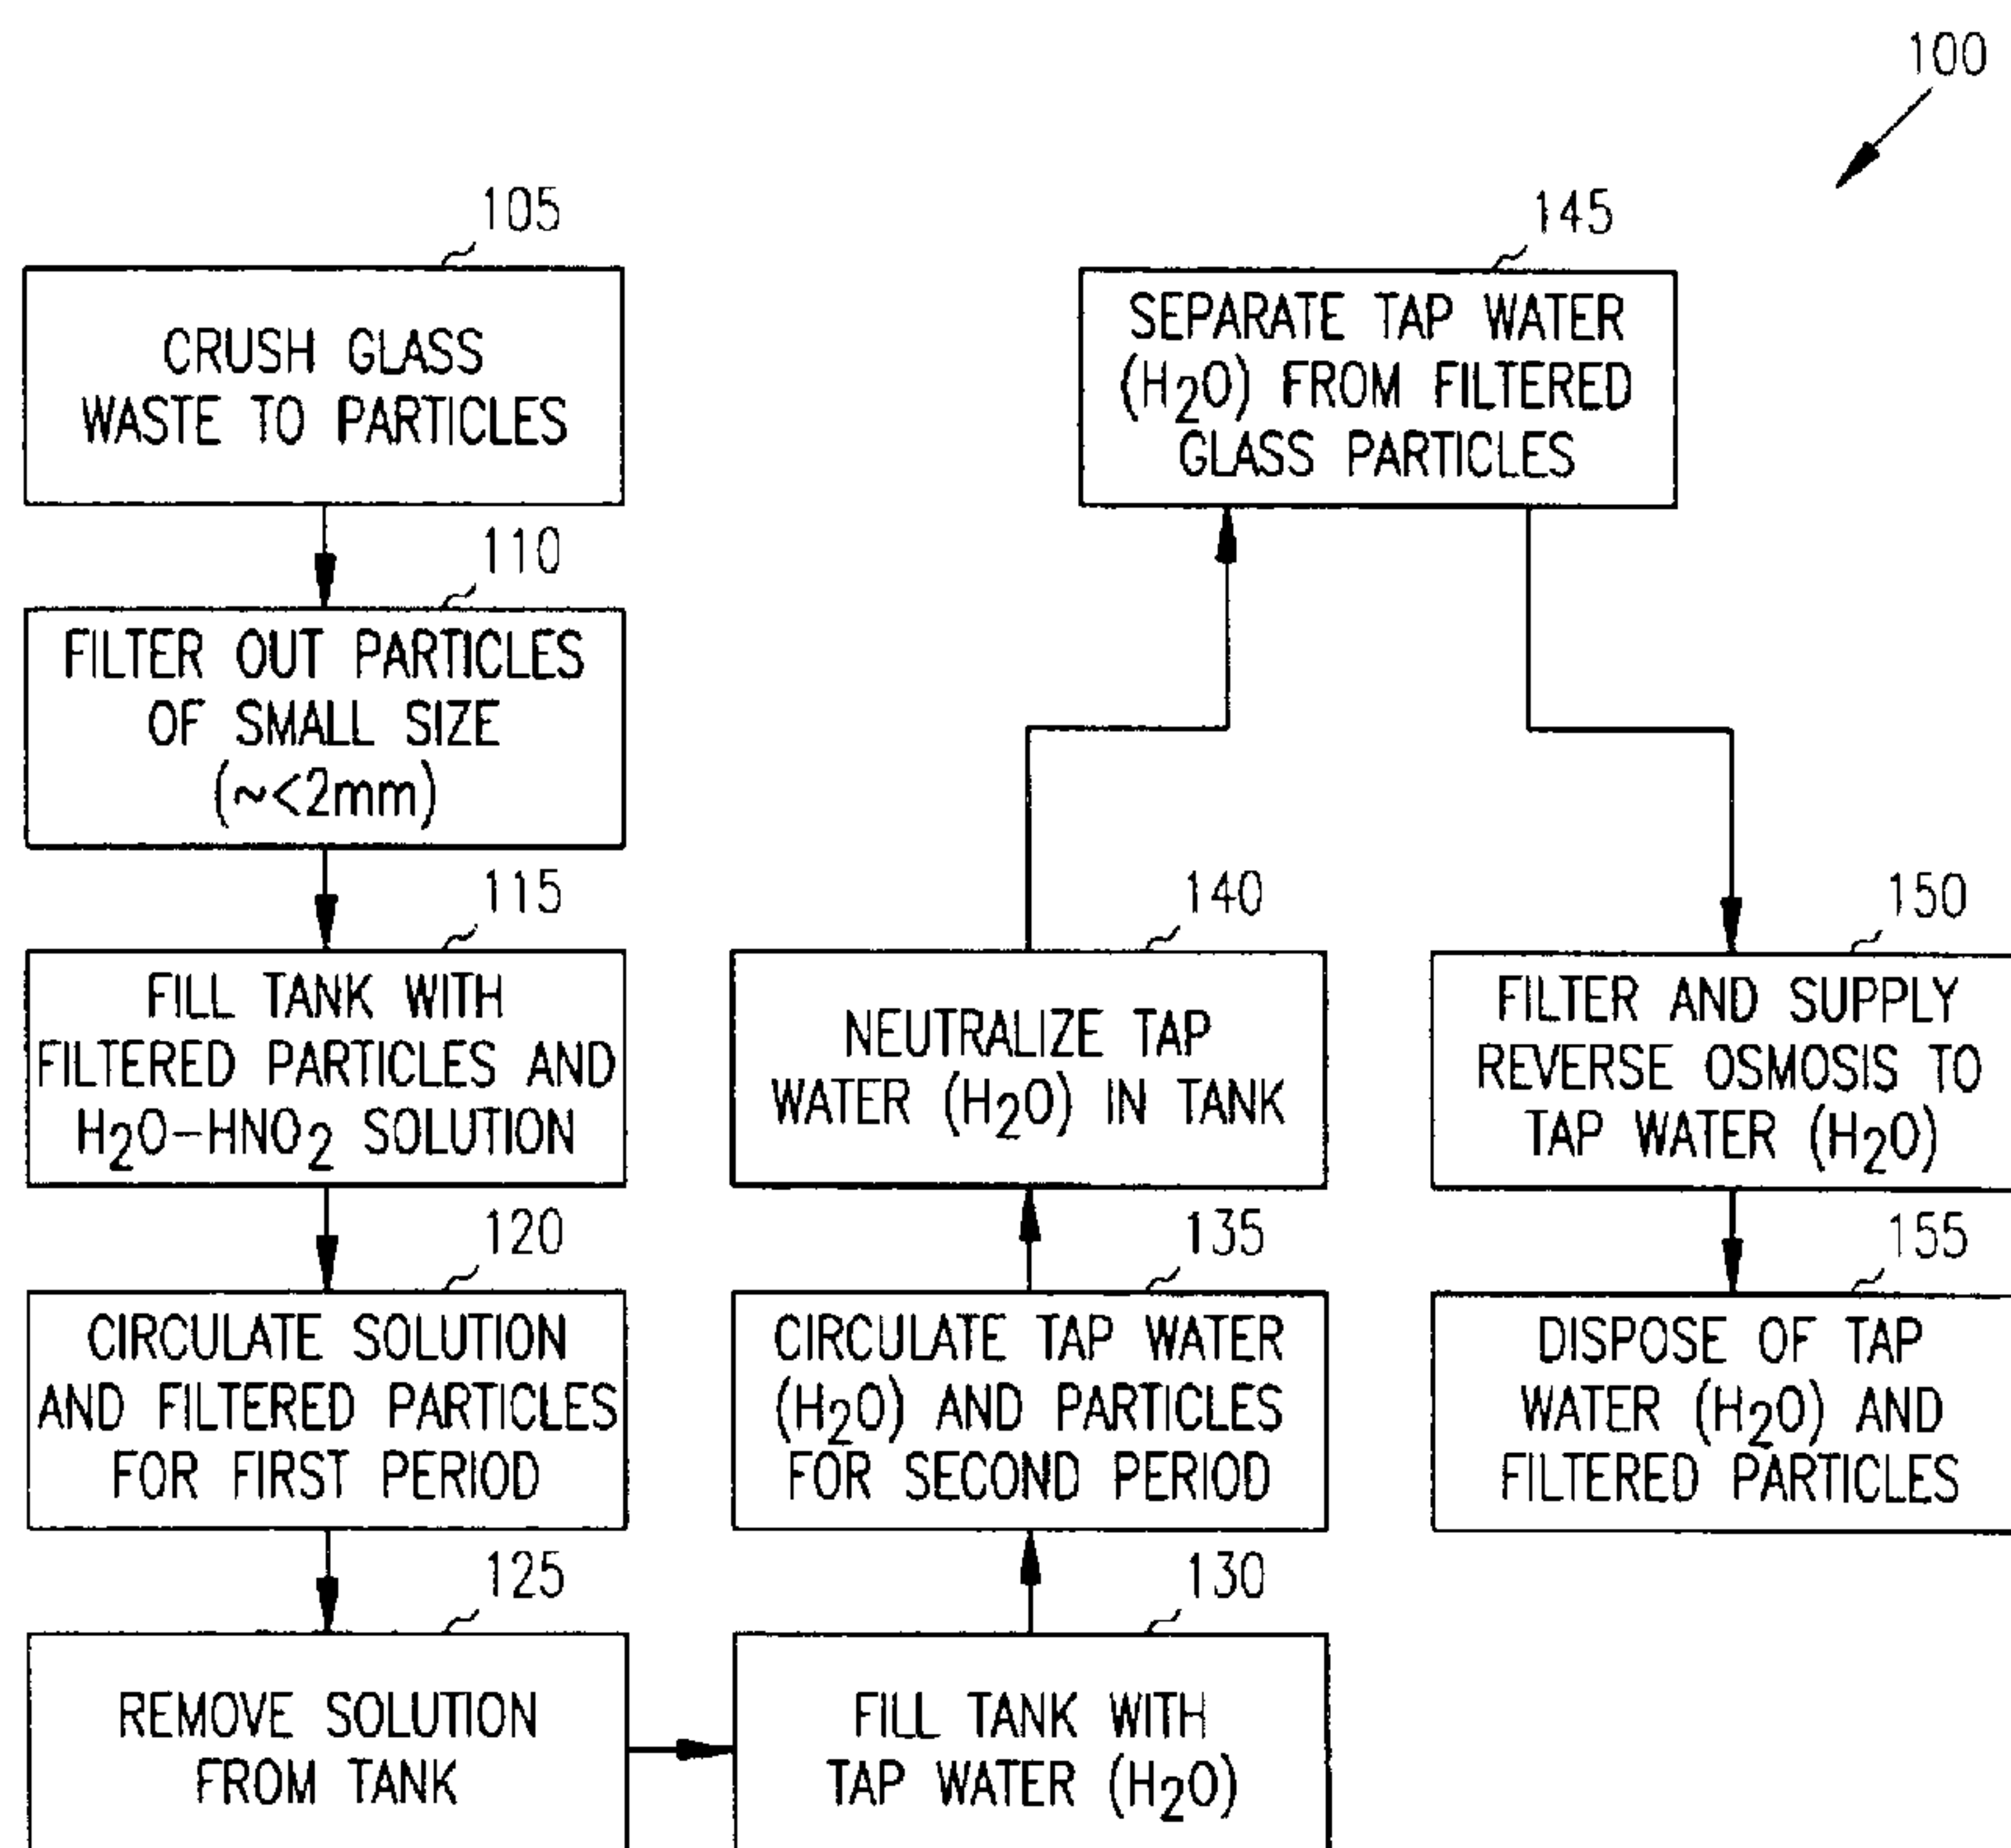 100
105
CRUSH GLASS
WASTE TO PARTICLES
110
FILTER OUT PARTICLES
OF SMALL SIZE
(~<2mm)
115
FILL TANK WITH
FILTERED PARTICLES AND
H₂O–HNO₂ SOLUTION
120
CIRCULATE SOLUTION
AND FILTERED PARTICLES
FOR FIRST PERIOD
125
REMOVE SOLUTION
FROM TANK
130
FILL TANK WITH
TAP WATER (H₂O)
135
CIRCULATE TAP WATER
(H₂O) AND PARTICLES
FOR SECOND PERIOD
140
NEUTRALIZE TAP
WATER (H₂O) IN TANK
145
SEPARATE TAP WATER
(H₂O) FROM FILTERED
GLASS PARTICLES
150
FILTER AND SUPPLY
REVERSE OSMOSIS TO
TAP WATER (H₂O)
155
DISPOSE OF TAP
WATER (H₂O) AND
FILTERED PARTICLES